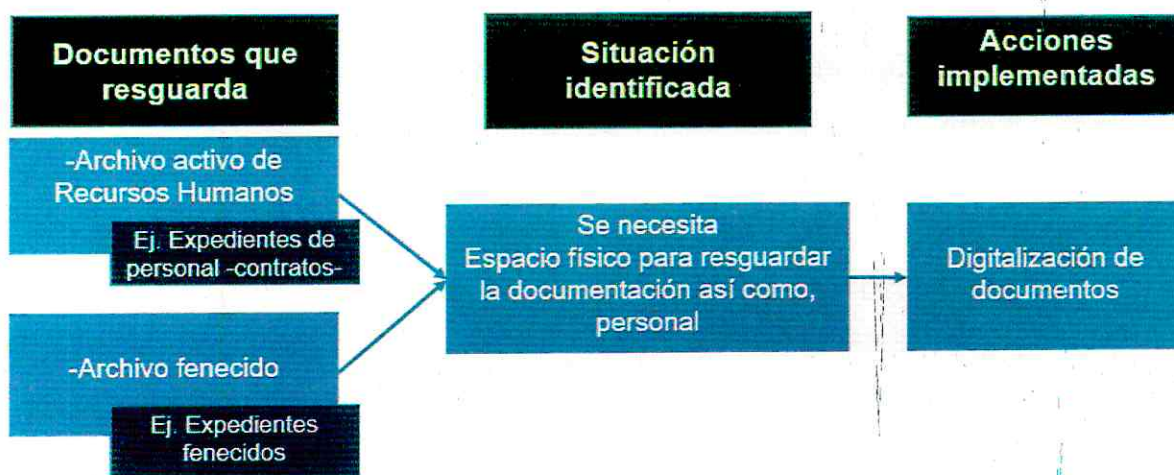 Documentos que
resguarda
Situación
identificada
Acciones
implementadas
-Archivo activo de
Recursos Humanos
Ej. Expedientes de
personal -contratos-
Se necesita
Espacio físico para resguardar
la documentación así como,
personal
Digitalización de
documentos
-Archivo fenecido
Ej. Expedientes
fenecidos